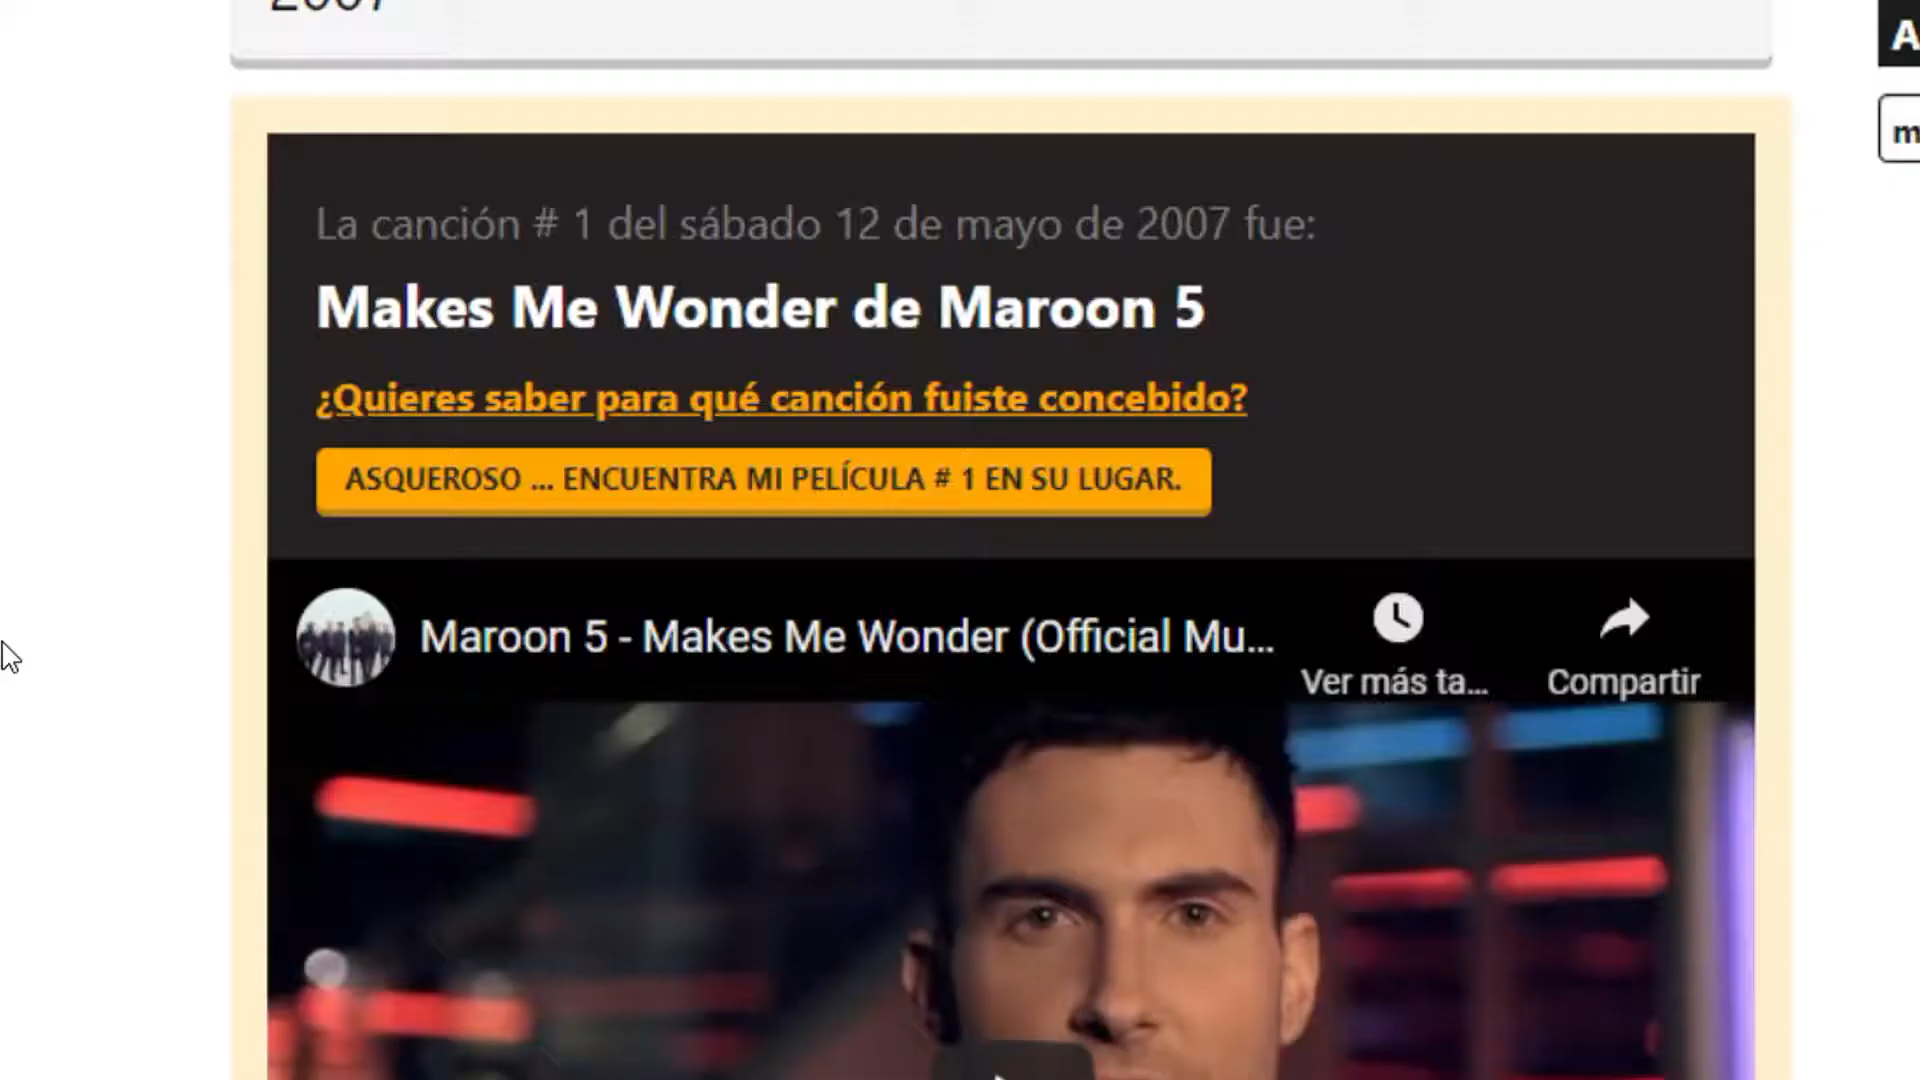 2007
A
m
La canción # 1 del sábado 12 de mayo de 2007 fue:
Makes Me Wonder de Maroon 5
¿Quieres saber para qué canción fuiste concebido?
ASQUEROSO ... ENCUENTRA MI PELÍCULA # 1 EN SU LUGAR.
Maroon 5 - Makes Me Wonder (Official Mu...
Ver más ta...
Compartir